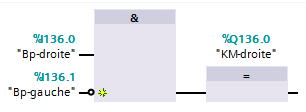 &
%I136.0
"Bp-droite"
%I136.1
"Bp-gauche"
%Q136.0
"KM-droite"
=